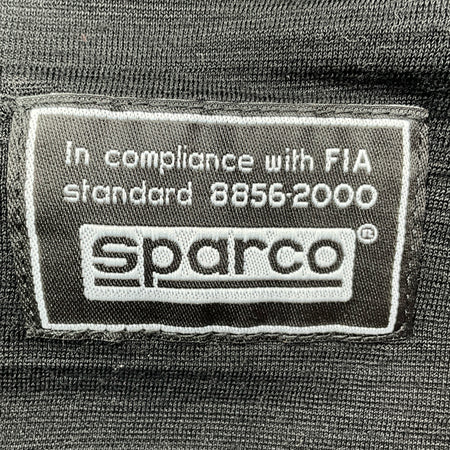 In compliance with FIA
standard 8856-2000
sparco®